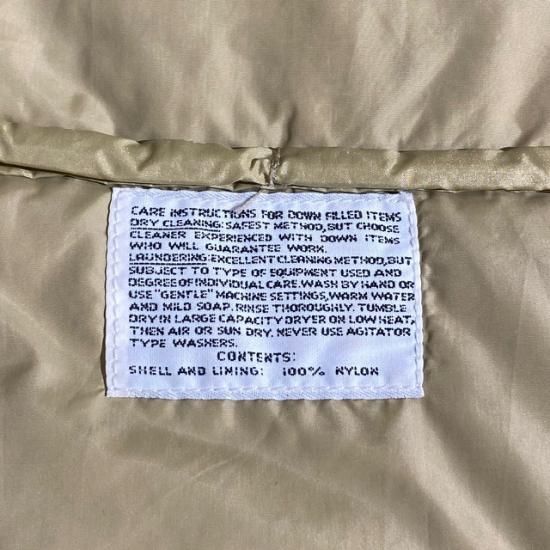 CARE INSTRUCTIONS FOR DOWN FILLED ITEMS
DRY CLEANING: SAFEST METHOD, BUT CHOOSE
CLEANER EXPERIENCED WITH DOWN ITEMS
WHO WILL GUARANTEE WORK.
LAUNDERING: EXCELLENT CLEANING METHOD, BUT
SUBJECT TO TYPE OF EQUIPMENT USED AND
DEGREE OF INDIVIDUAL CARE. WASH BY HAND OR
USE "GENTLE" MACHINE SETTINGS, WARM WATER
AND MILD SOAP. RINSE THOROUGHLY. TUMBLE
DRY IN LARGE CAPACITY DRYER ON LOW HEAT,
THEN AIR OR SUN DRY. NEVER USE AGITATOR
TYPE WASHERS.
CONTENTS:
SHELL AND LINING: 100% NYLON